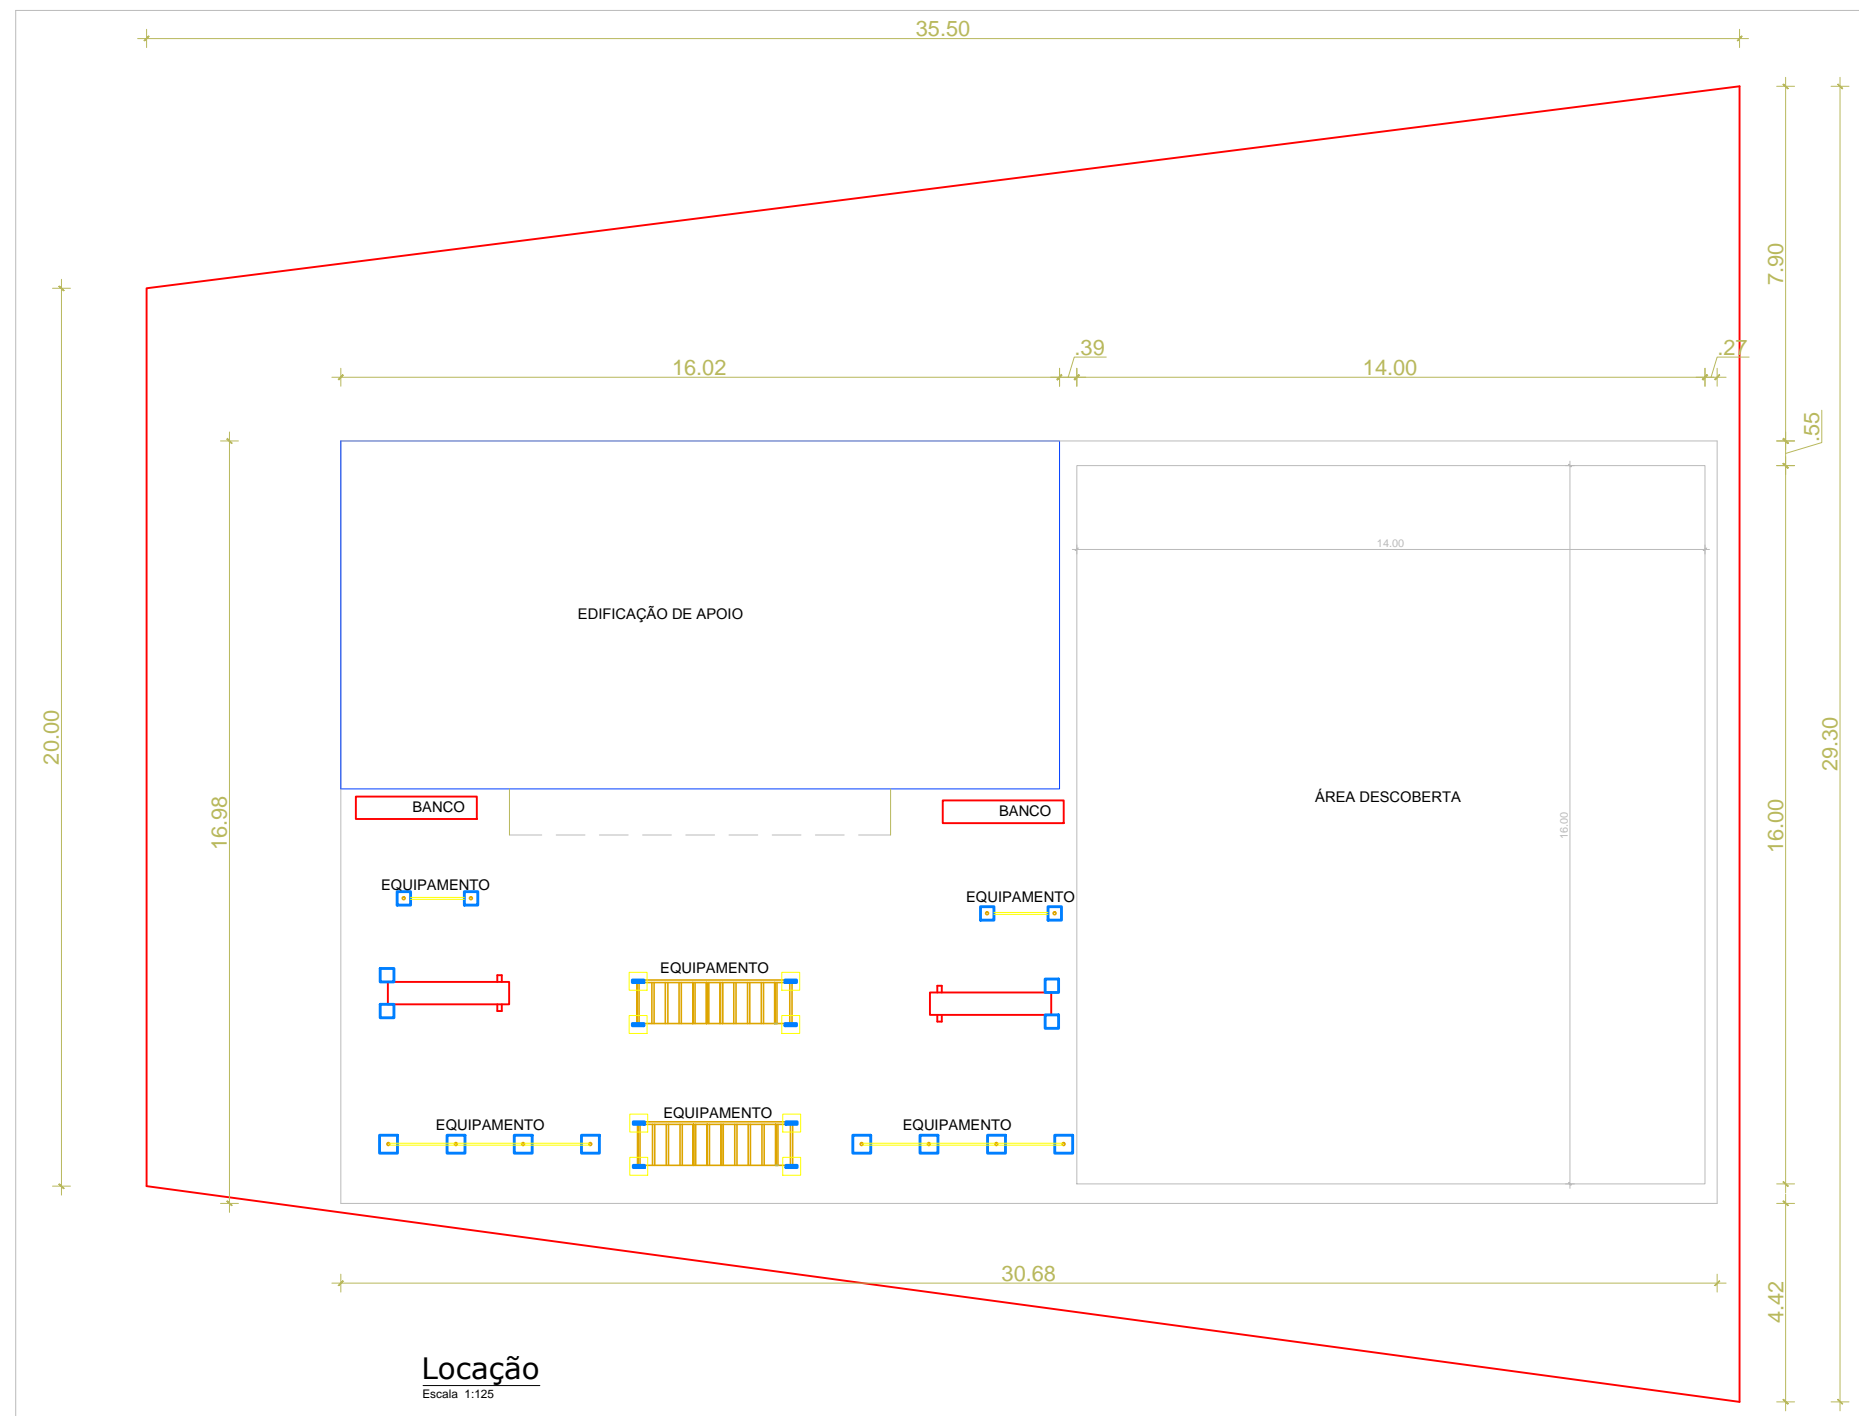 35.50
7.90
.39
.27
16.02
14.00
.55
14.00
EDIFICAÇÃO DE APOIO
20.00
29.30
16.98
BANCO
BANCO
ÁREA DESCOBERTA
16.00
16.00
EQUIPAMENTO
EQUIPAMENTO
EQUIPAMENTO
EQUIPAMENTO
EQUIPAMENTO
EQUIPAMENTO
30.68
4.42
Locação
Escala 1:125